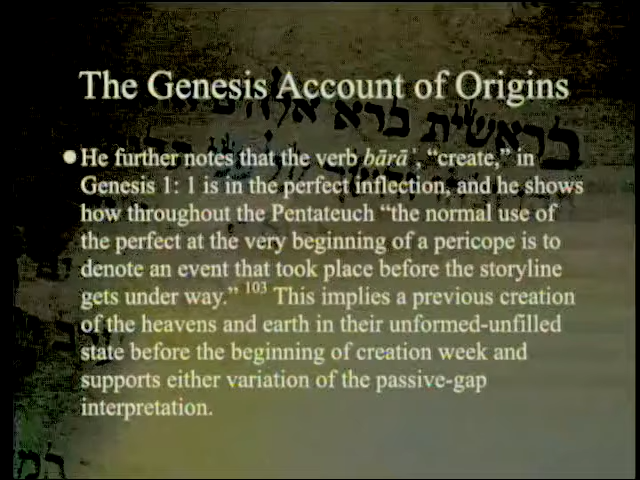 The Genesis Account of Origins
בראשית ברא אלהים
He further notes that the verb bārāʾ, “create,” in
Genesis 1: 1 is in the perfect inflection, and he shows
how throughout the Pentateuch “the normal use of
the perfect at the very beginning of a pericope is to
denote an event that took place before the storyline
gets under way.” 103 This implies a previous creation
of the heavens and earth in their unformed-unfilled
state before the beginning of creation week and
supports either variation of the passive-gap
interpretation.